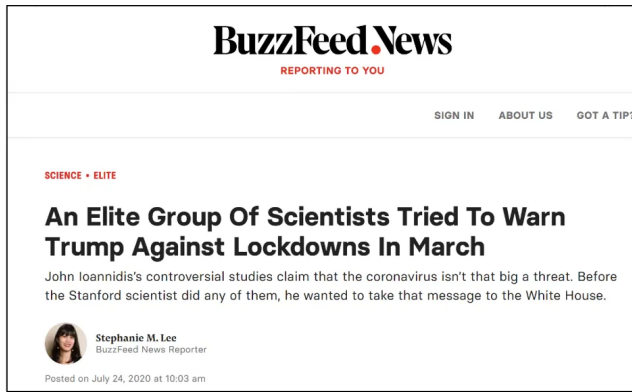 BuzzFeed News
REPORTING TO YOU
SIGN IN ABOUT US GOT A TIP?
SCIENCE • ELITE
An Elite Group Of Scientists Tried To Warn
Trump Against Lockdowns In March
John Ioannidis's controversial studies claim that the coronavirus isn't that big a threat. Before
the Stanford scientist did any of them, he wanted to take that message to the White House.
Stephanie M. Lee
BuzzFeed News Reporter
Posted on July 24, 2020 at 10:03 am